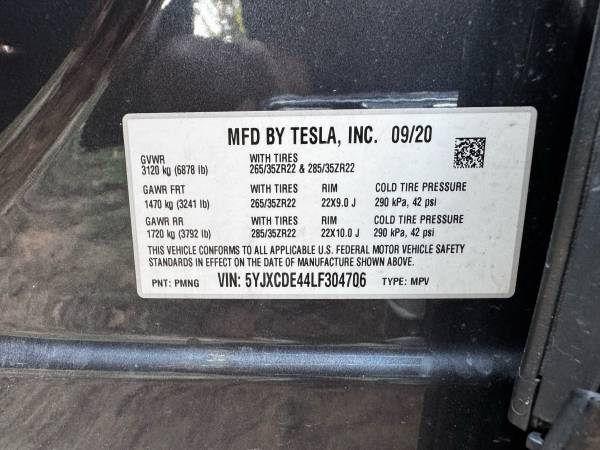 MFD BY TESLA, INC. 09/20
GVWR WITH TIRES
3120 kg (6878 lb) 265/35ZR22 & 285/35ZR22
GAWR FRT WITH TIRES RIM COLD TIRE PRESSURE
1470 kg (3241 lb) 265/35ZR22 22X9.0 J 290 kPa, 42 psi
GAWR RR WITH TIRES RIM COLD TIRE PRESSURE
1720 kg (3792 lb) 285/35ZR22 22X10.0 J 290 kPa, 42 psi
THIS VEHICLE CONFORMS TO ALL APPLICABLE U.S. FEDERAL MOTOR VEHICLE SAFETY
STANDARDS IN EFFECT ON THE DATE OF MANUFACTURE SHOWN ABOVE.
PNT: PMNG VIN: 5YJXCDE44LF304706 TYPE: MPV